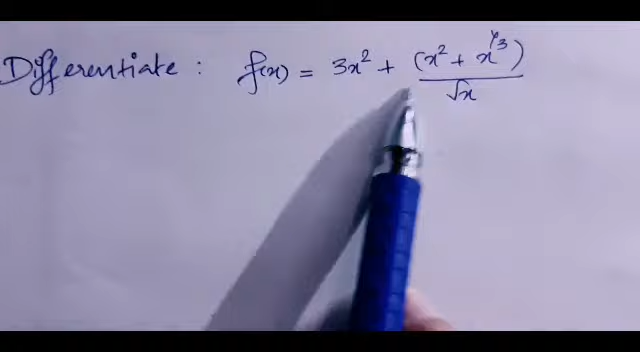 Differentiate : f(x) = 3x² + (x² + x^1/3) / √x